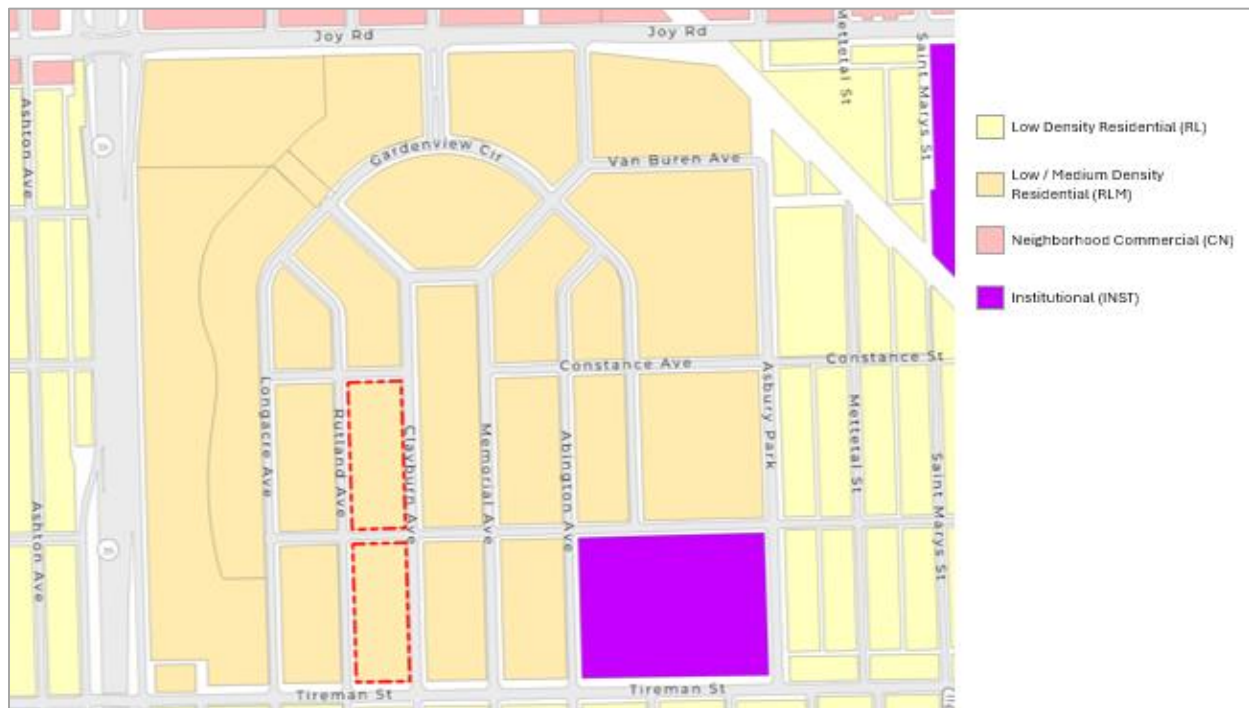 Joy Rd
Joy Rd
Mettetal St
Saint Marys St
Ashton Ave
Gardenview Cir
Van Buren Ave
Low Density Residential (RL)
Low / Medium Density
Residential (RLM)
Neighborhood Commercial (CN)
Institutional (INST)
Constance Ave
Constance St
Longacre Ave
Rutland Ave
Clayburn Ave
Memorial Ave
Abington Ave
Asbury Park
Mettetal St
Saint Marys St
Ashton Ave
Tireman St
Tireman St